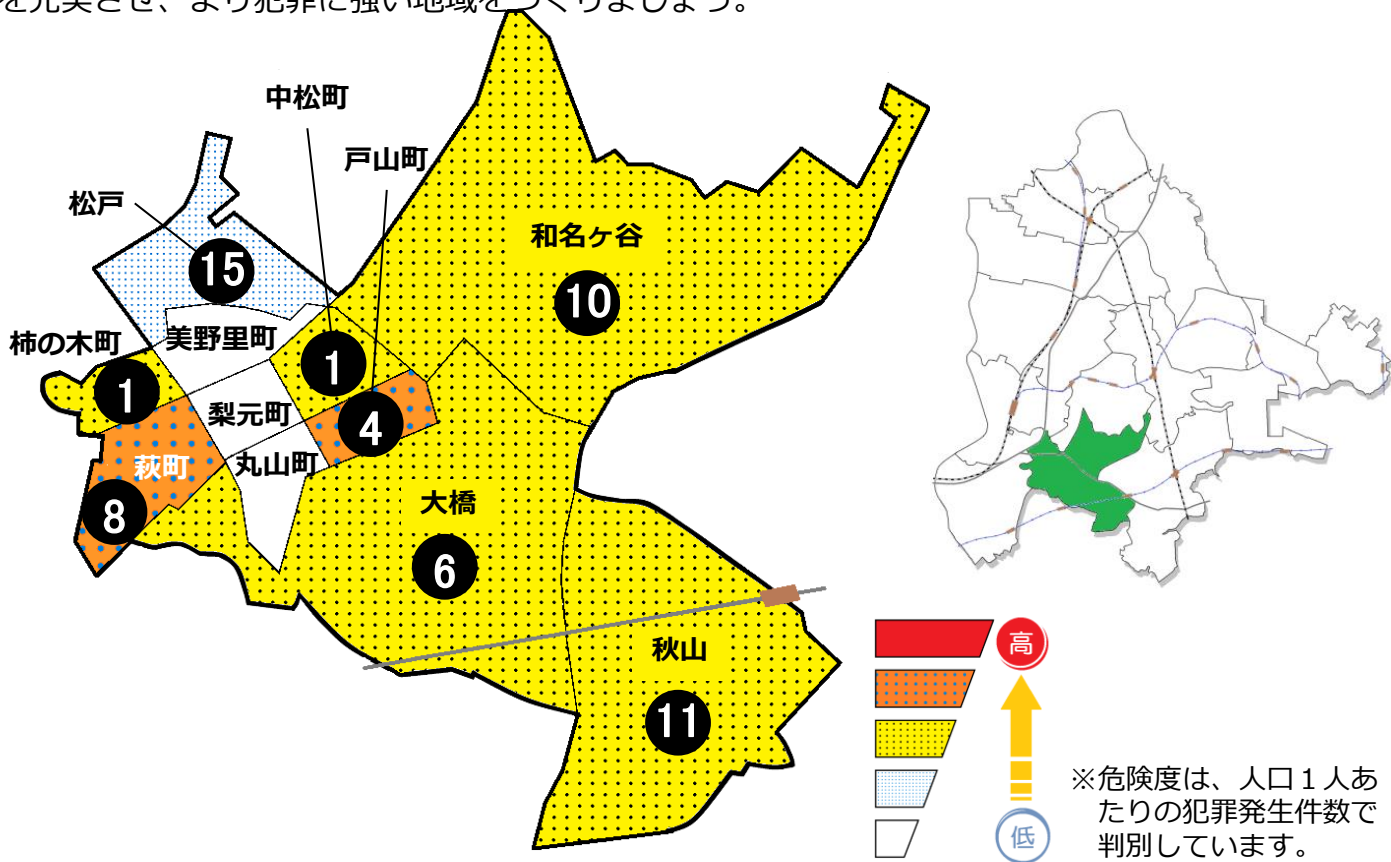 を充実させ、より犯罪に強い地域をつくりましょう。
中松町
戸山町
松戸
15
和名ヶ谷
10
柿の木町
美野里町
1
1
梨元町
4
萩町
丸山町
8
大橋
6
秋山
11
高
低
※危険度は、人口1人あ
たりの犯罪発生件数で
判別しています。